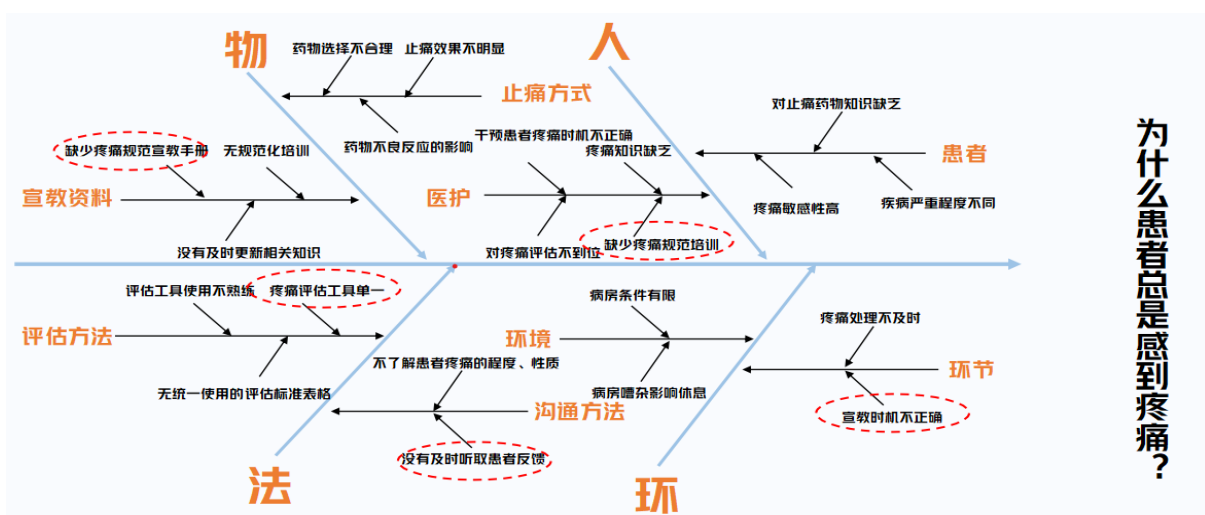 物
人
药物选择不合理
止痛效果不明显
止痛方式
药物不良反应的影响
缺少疼痛规范宣教手册
无规范化培训
宣教资料
没有及时更新相关知识
干预患者疼痛时机不正确
疼痛知识缺乏
医护
对疼痛评估不到位
缺少疼痛规范培训
对止痛药物知识缺乏
患者
疼痛敏感性高
疾病严重程度不同
为什么患者总是感到疼痛？
评估工具使用不熟练
疼痛评估工具单一
评估方法
无统一使用的评估标准表格
不了解患者疼痛的程度、性质
沟通方法
没有及时听取患者反馈
病房条件有限
环境
病房嘈杂影响休息
疼痛处理不及时
环节
宣教时机不正确
法
环